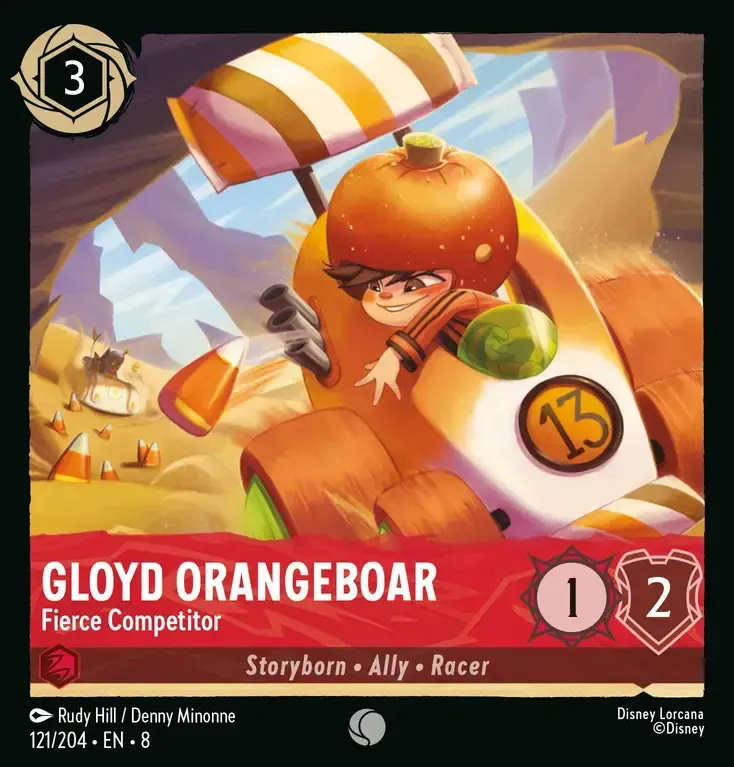 3
13
GLOYD ORANGEBOAR
Fierce Competitor
1
2
Storyborn • Ally • Racer
Rudy Hill / Denny Minonne
Disney Lorcana
121/204 • EN • 8
©Disney